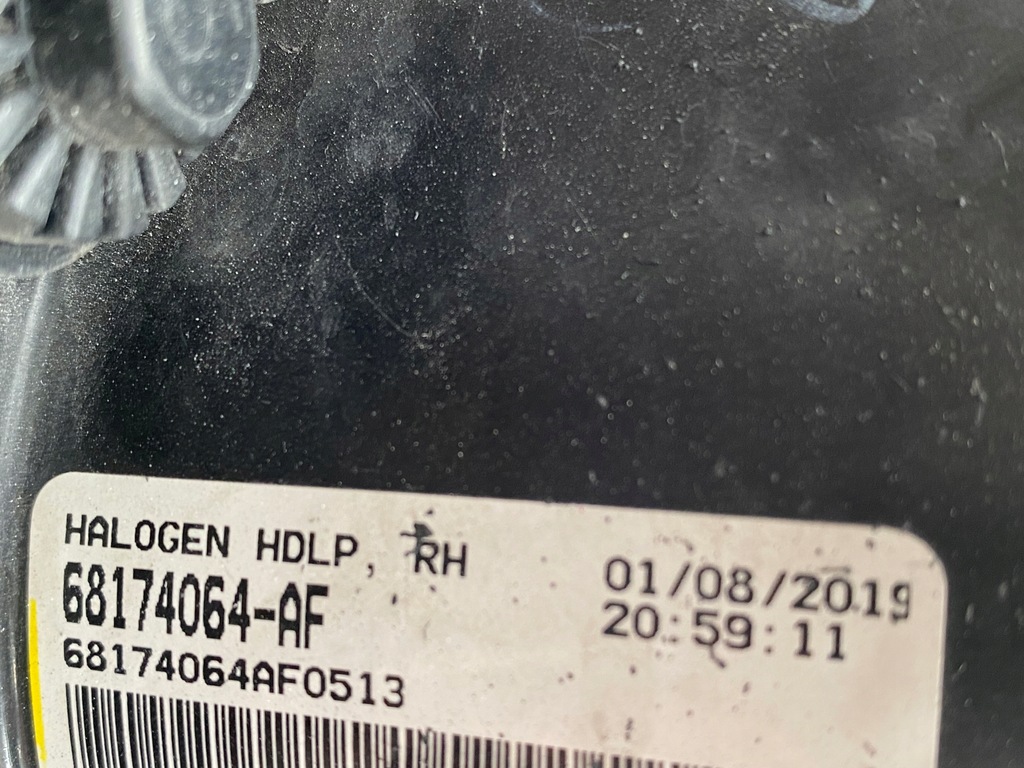 HALOGEN HDLP, RH
68174064-AF
68174064AF0513
01/08/2019
20:59:11